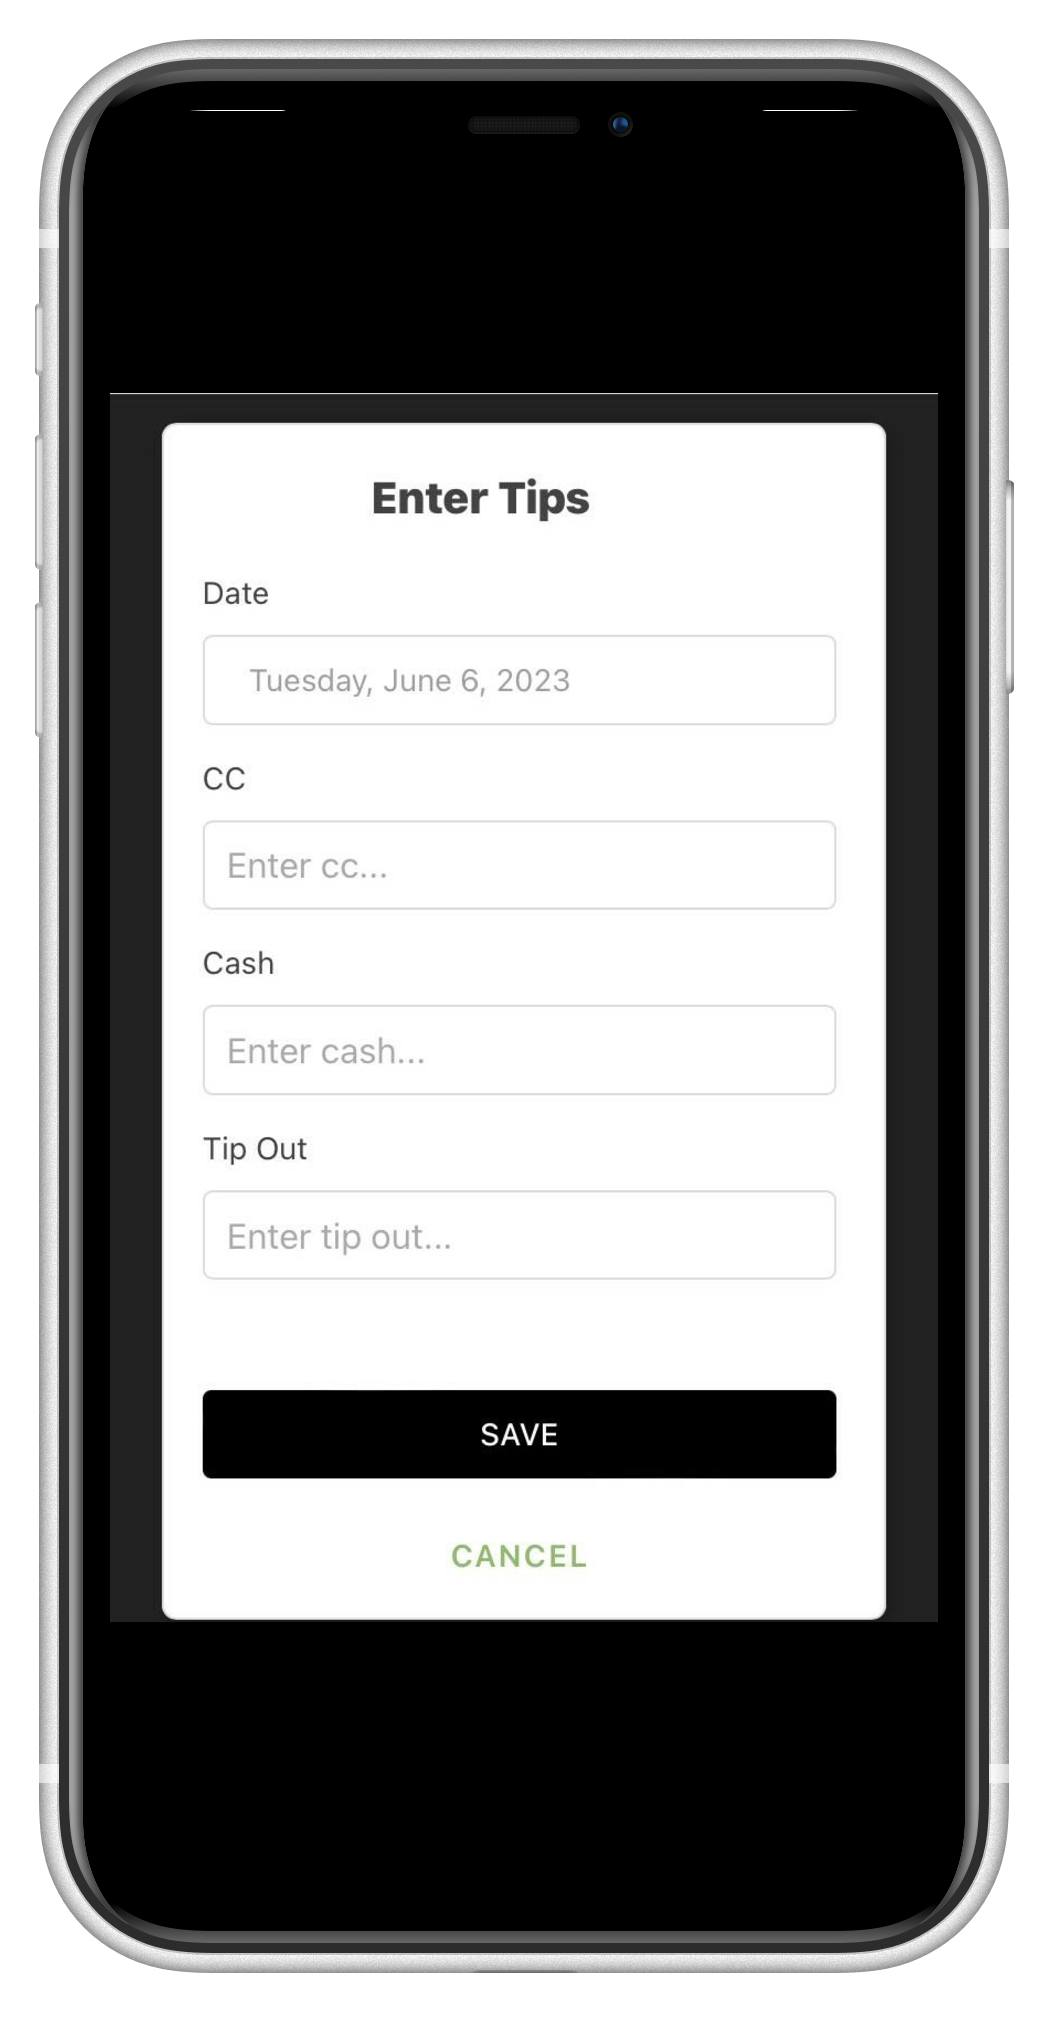 Enter Tips
Date
Tuesday, June 6, 2023
CC
Enter cc...
Cash
Enter cash...
Tip Out
Enter tip out...
SAVE
CANCEL